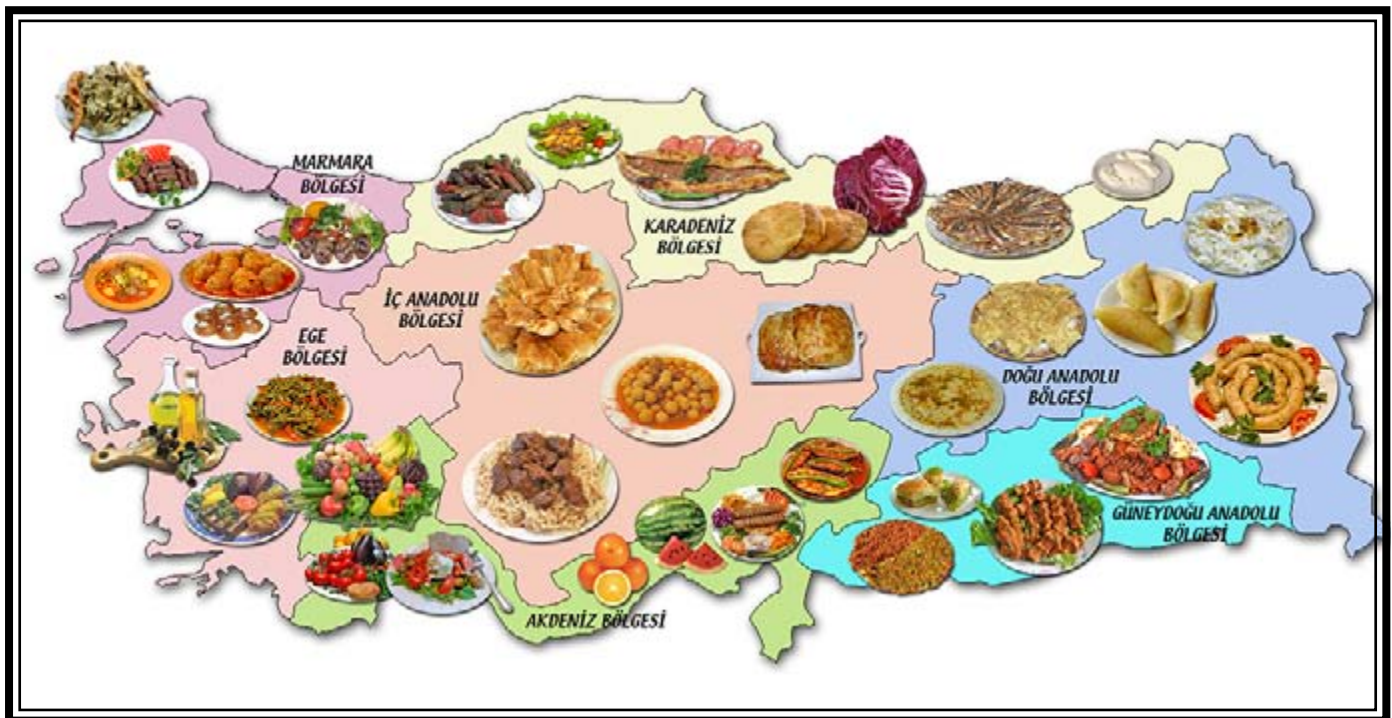 MARMARA
BÖLGESİ
KARADENİZ
BÖLGESİ
İÇ ANADOLU
BÖLGESİ
EGE
BÖLGESİ
DOĞU ANADOLU
BÖLGESİ
GÜNEYDOĞU ANADOLU
BÖLGESİ
AKDENİZ BÖLGESİ